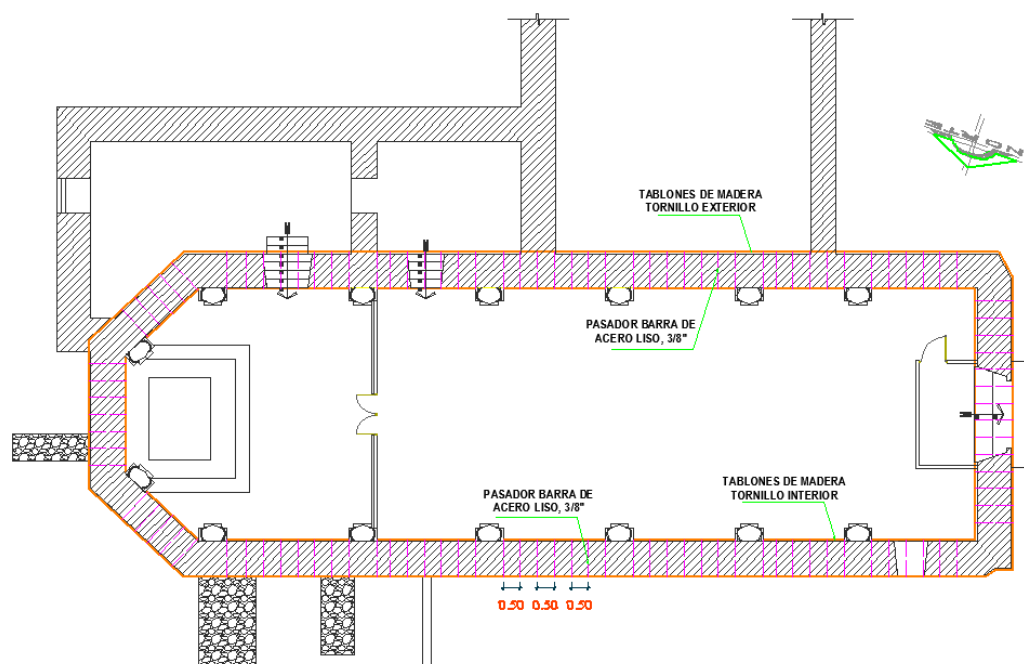 TABLONES DE MADERA
TORNILLO EXTERIOR
NORTE
PASADOR BARRA DE
ACERO LISO, 3/8"
PASADOR BARRA DE
ACERO LISO, 3/8"
TABLONES DE MADERA
TORNILLO INTERIOR
0.50 0.50 0.50